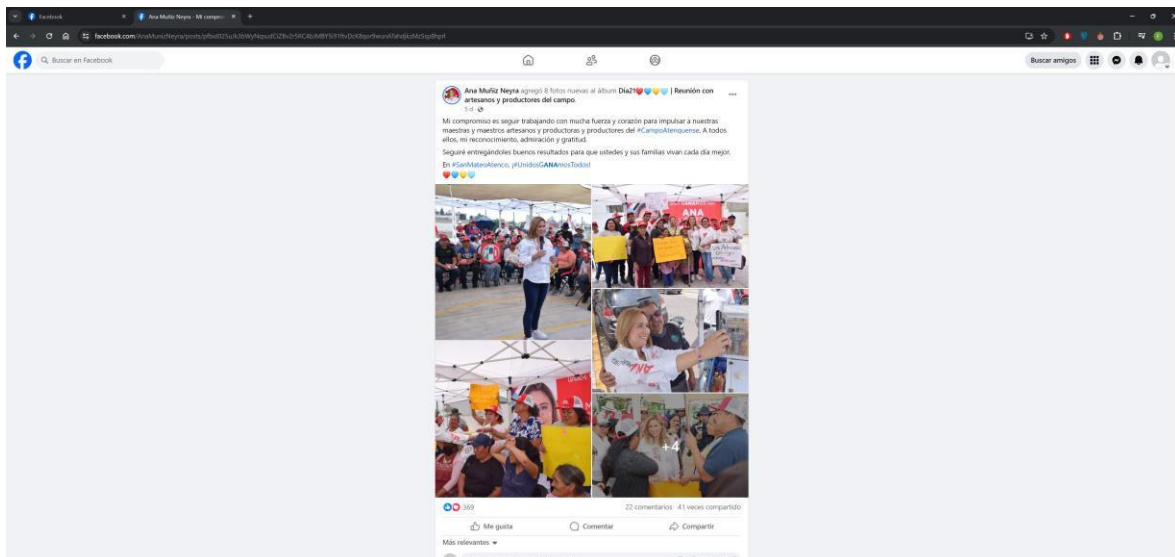 Facebook
Ana Muñiz Neyra - Mi compro
Buscar en Facebook
Buscar amigos
Ana Muñiz Neyra agregó 8 fotos nuevas al álbum Día21❤️💙💛🩵 | Reunión con
artesanos y productores del campo.
5 d
Mi compromiso es seguir trabajando con mucha fuerza y corazón para impulsar a nuestras
maestras y maestros artesanos y productoras y productores del #CampoAtenquense. A todos
ellos, mi reconocimiento, admiración y gratitud.
Seguiré entregándoles buenos resultados para que ustedes y sus familias vivan cada día mejor.
En #SanMateoAtenco, ¡#UnidosGANAmosTodos!
❤️💙💛🩵
ANA
+4
369
22 comentarios 41 veces compartido
Me gusta
Comentar
Compartir
Más relevantes